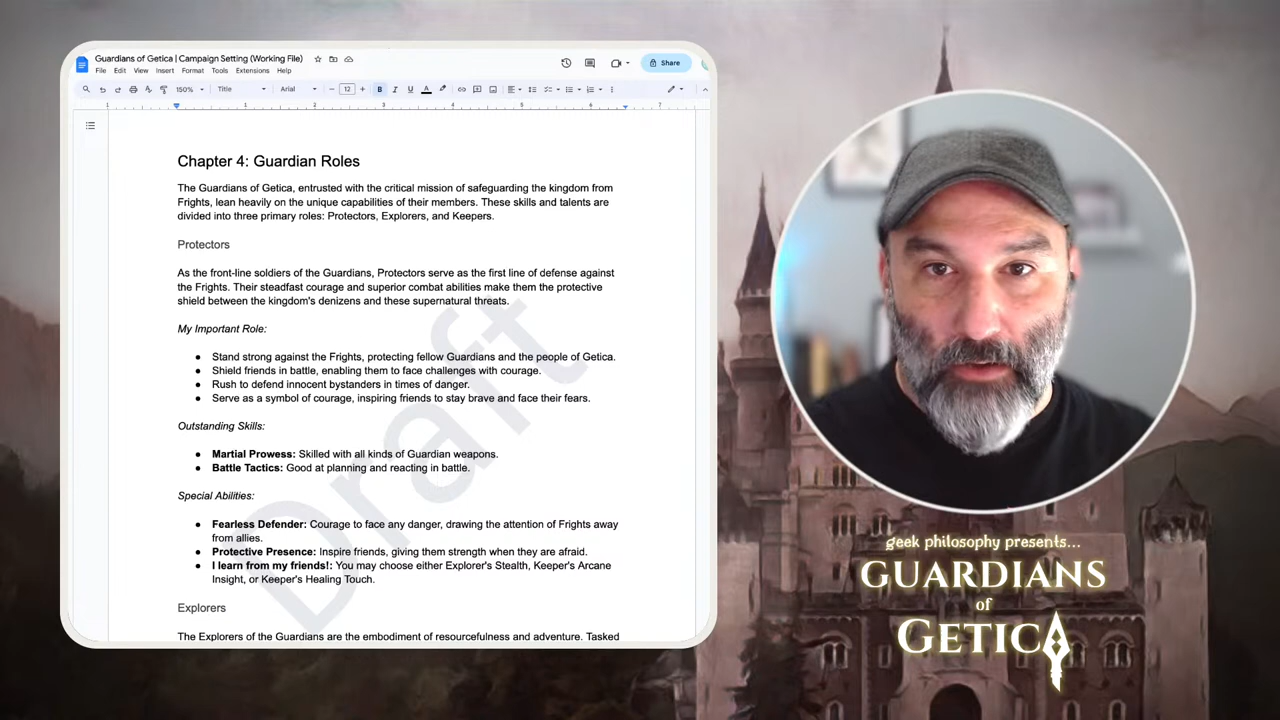 Guardians of Getica | Campaign Setting (Working File)
File Edit View Insert Format Tools Extensions Help
Share
150% Title Arial 12 B I U A
1 1 2 3 4 5 6 7
Chapter 4: Guardian Roles
The Guardians of Getica, entrusted with the critical mission of safeguarding the kingdom from
Frights, lean heavily on the unique capabilities of their members. These skills and talents are
divided into three primary roles: Protectors, Explorers, and Keepers.
Protectors
As the front-line soldiers of the Guardians, Protectors serve as the first line of defense against
the Frights. Their steadfast courage and superior combat abilities make them the protective
shield between the kingdom's denizens and these supernatural threats.
My Important Role:
● Stand strong against the Frights, protecting fellow Guardians and the people of Getica.
● Shield friends in battle, enabling them to face challenges with courage.
● Rush to defend innocent bystanders in times of danger.
● Serve as a symbol of courage, inspiring friends to stay brave and face their fears.
Outstanding Skills:
● Martial Prowess: Skilled with all kinds of Guardian weapons.
● Battle Tactics: Good at planning and reacting in battle.
Special Abilities:
● Fearless Defender: Courage to face any danger, drawing the attention of Frights away
from allies.
● Protective Presence: Inspire friends, giving them strength when they are afraid.
● I learn from my friends!: You may choose either Explorer's Stealth, Keeper's Arcane
Insight, or Keeper's Healing Touch.
Explorers
The Explorers of the Guardians are the embodiment of resourcefulness and adventure. Tasked
Draft
geek philosophy presents...
GUARDIANS
of
GETICA